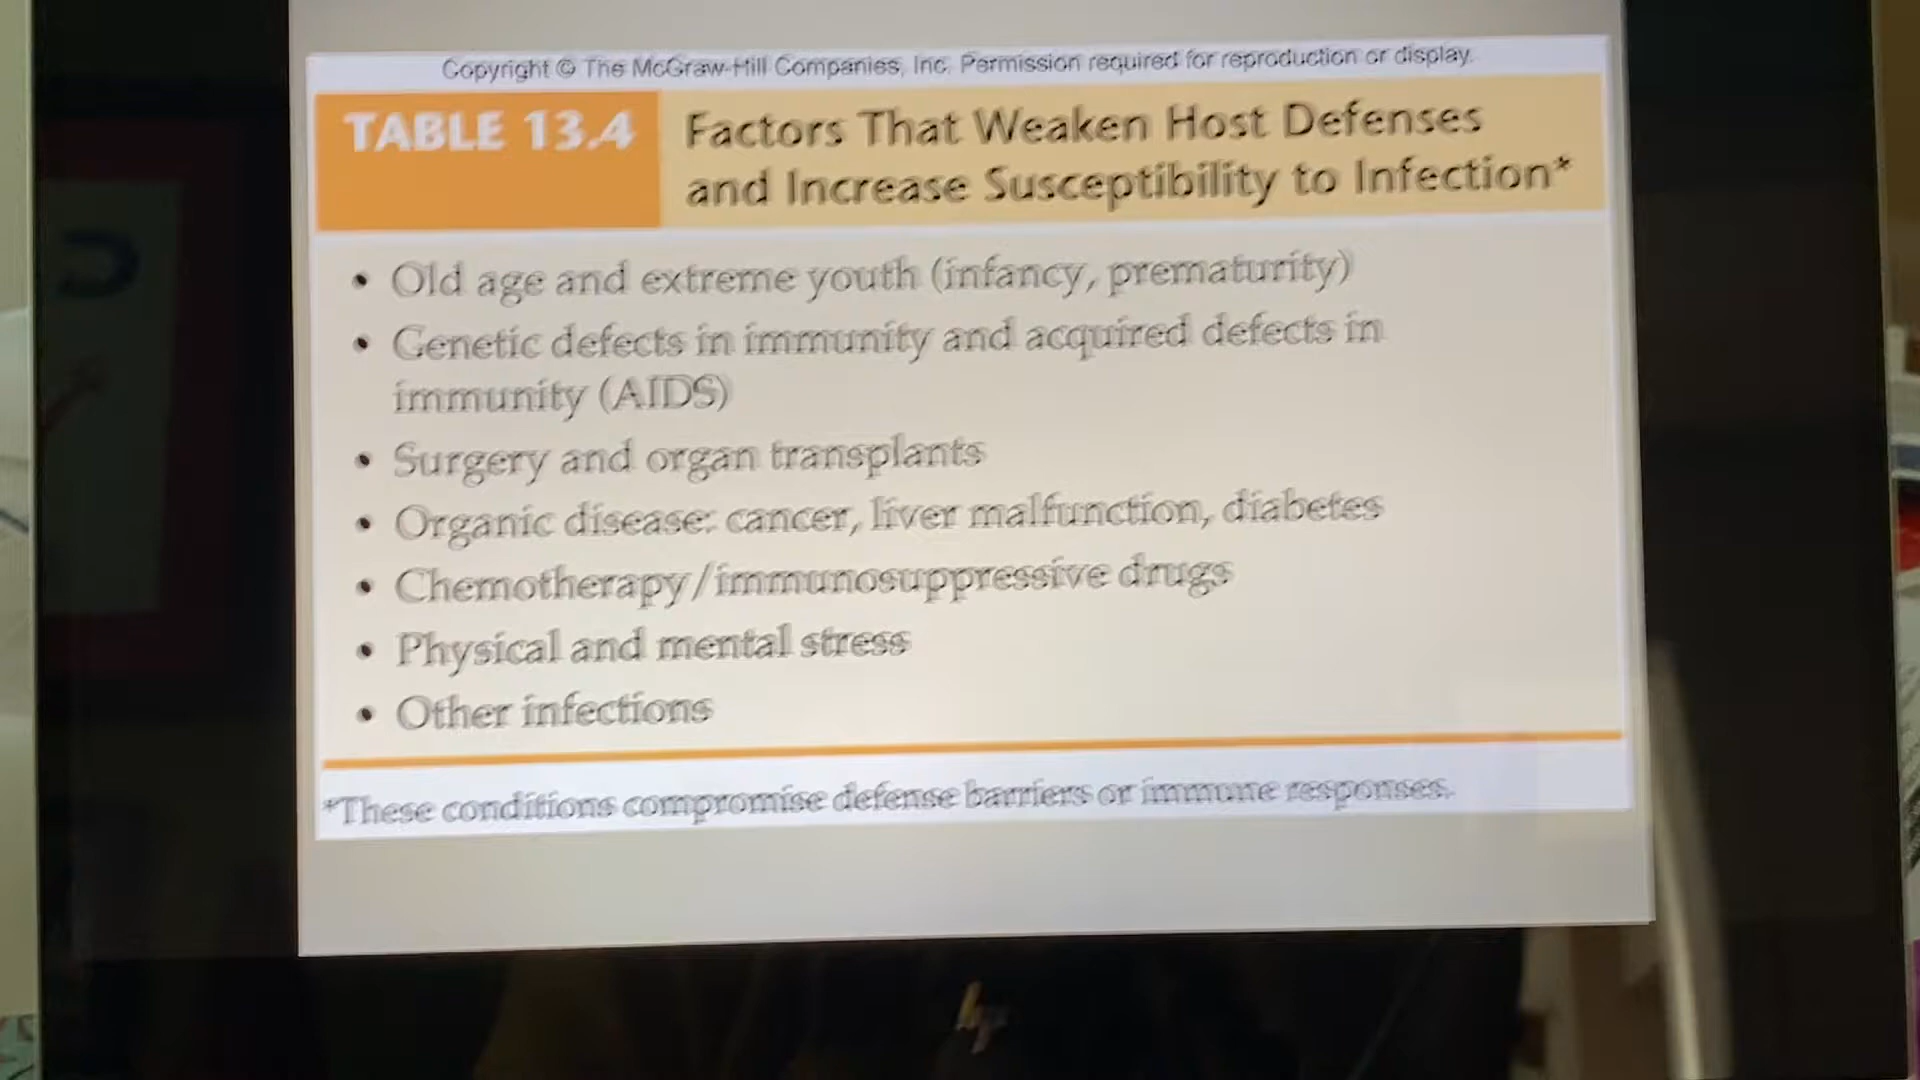 Copyright © The McGraw-Hill Companies, Inc. Permission required for reproduction or display.
TABLE 13.4
Factors That Weaken Host Defenses
and Increase Susceptibility to Infection*
• Old age and extreme youth (infancy, prematurity)
• Genetic defects in immunity and acquired defects in
immunity (AIDS)
• Surgery and organ transplants
• Organic disease: cancer, liver malfunction, diabetes
• Chemotherapy/immunosuppressive drugs
• Physical and mental stress
• Other infections
*These conditions compromise defense barriers or immune responses.